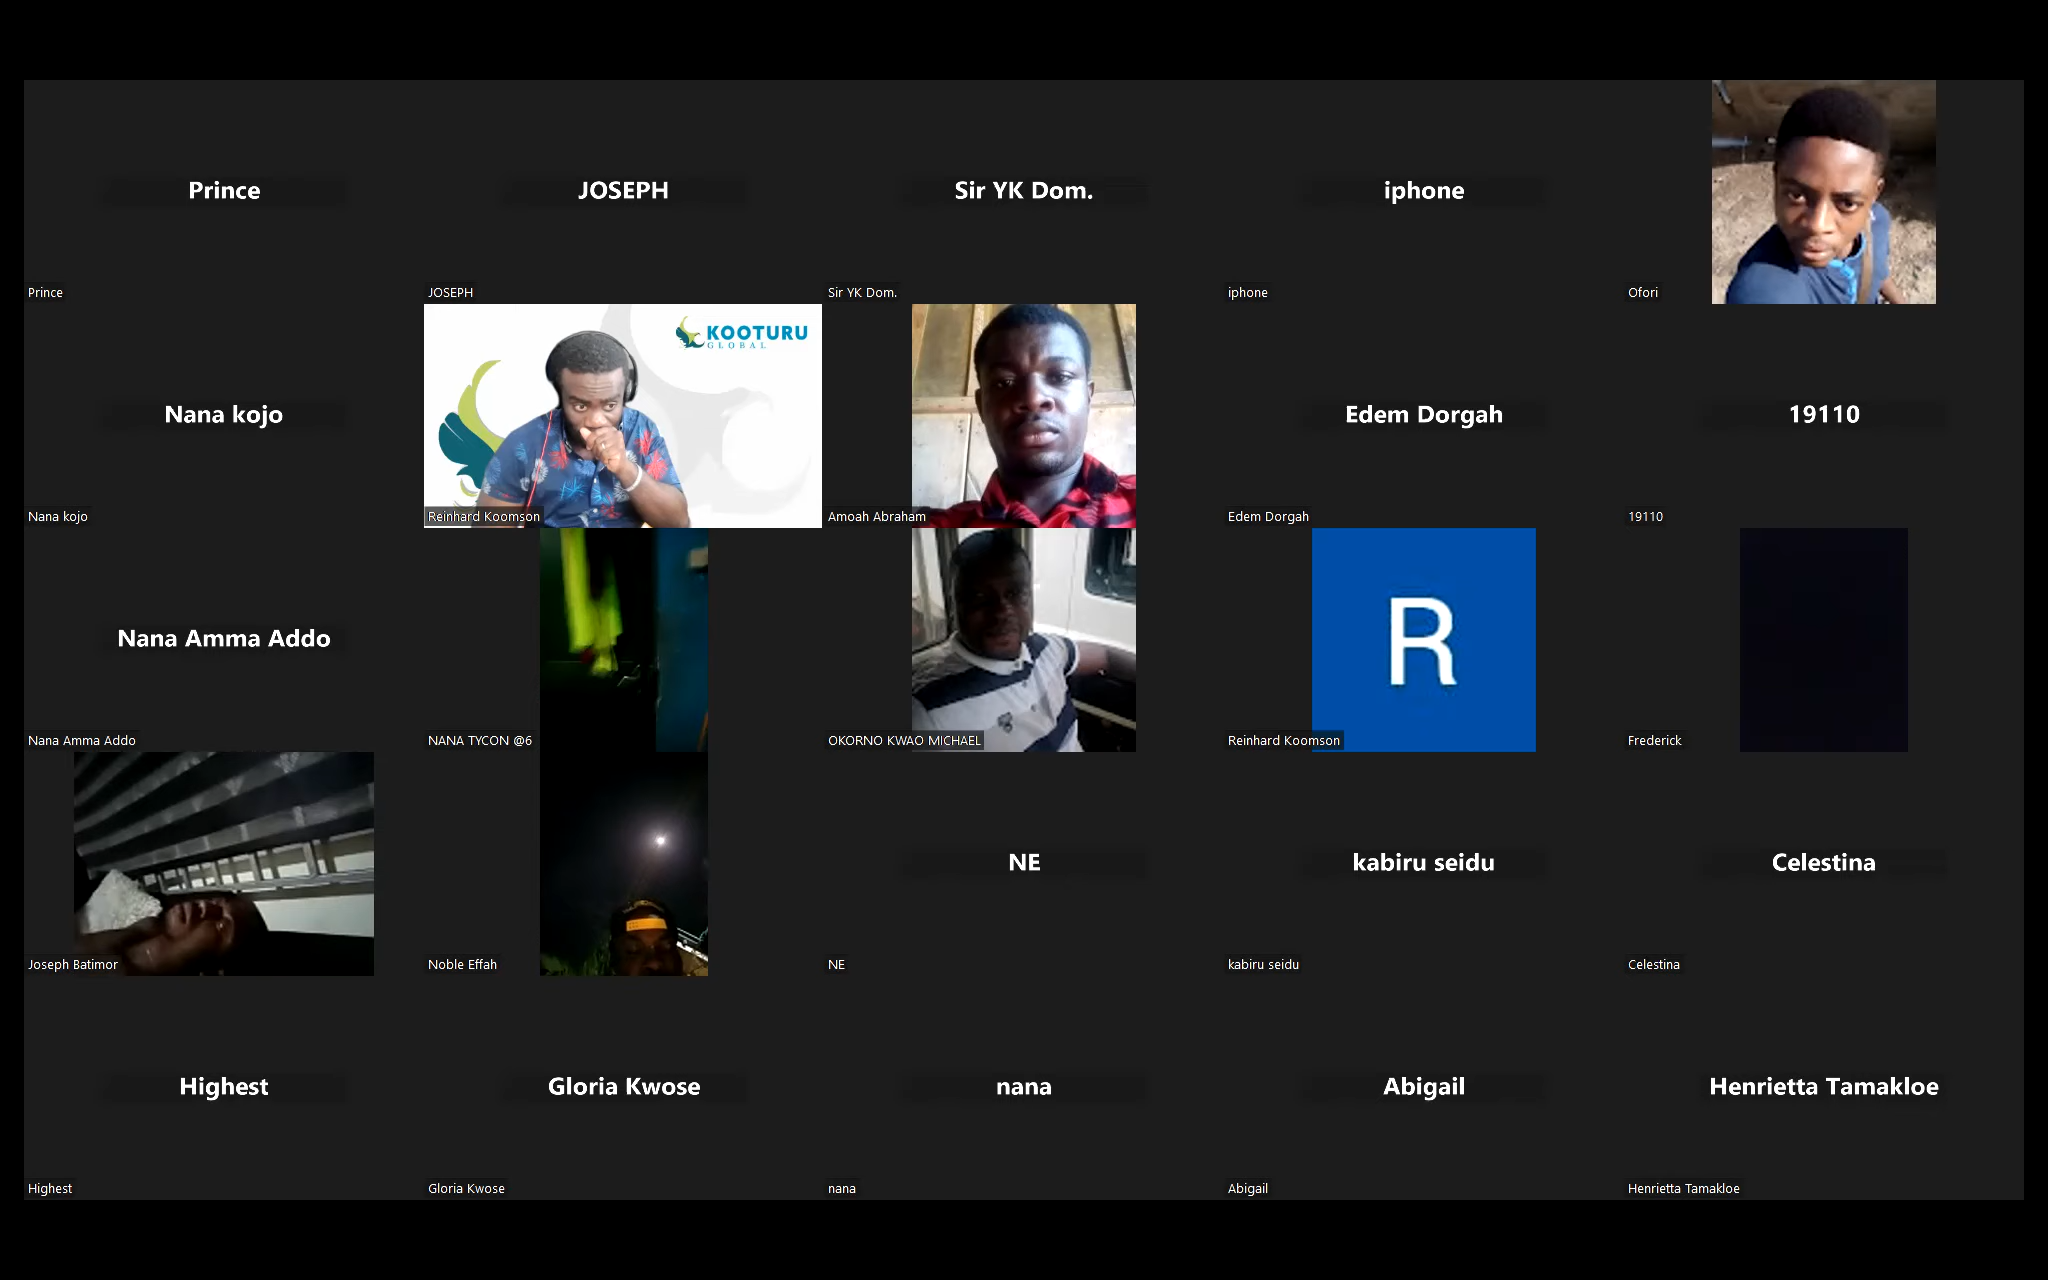 Prince
JOSEPH
Sir YK Dom.
iphone
Prince
JOSEPH
Sir YK Dom.
iphone
Ofori
Nana kojo
KOOTURU
GLOBAL
Edem Dorgah
19110
Nana kojo
Reinhard Koomson
Amoah Abraham
Edem Dorgah
19110
Nana Amma Addo
R
Nana Amma Addo
NANA TYCON @6
OKORNO KWAO MICHAEL
Reinhard Koomson
Frederick
NE
kabiru seidu
Celestina
Joseph Batimor
Noble Effah
NE
kabiru seidu
Celestina
Highest
Gloria Kwose
nana
Abigail
Henrietta Tamakloe
Highest
Gloria Kwose
nana
Abigail
Henrietta Tamakloe